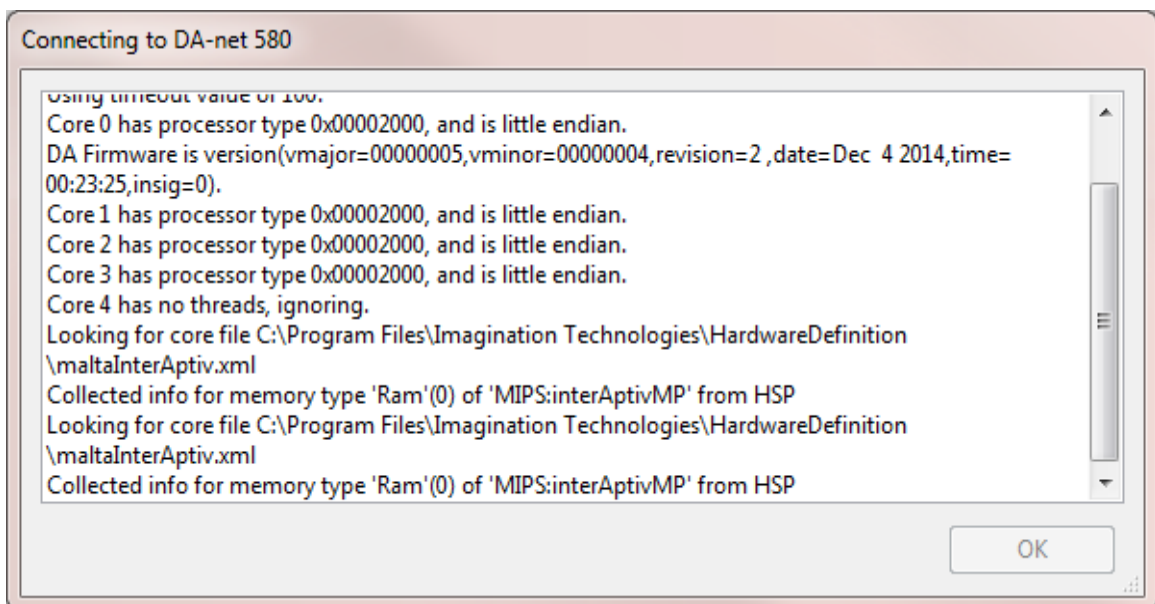 Connecting to DA-net 580
Using timeout value of 100.
Core 0 has processor type 0x00002000, and is little endian.
DA Firmware is version(vmajor=00000005,vminor=00000004,revision=2 ,date=Dec  4 2014,time=
00:23:25,insig=0).
Core 1 has processor type 0x00002000, and is little endian.
Core 2 has processor type 0x00002000, and is little endian.
Core 3 has processor type 0x00002000, and is little endian.
Core 4 has no threads, ignoring.
Looking for core file C:\Program Files\Imagination Technologies\HardwareDefinition
\maltaInterAptiv.xml
Collected info for memory type 'Ram'(0) of 'MIPS:interAptivMP' from HSP
Looking for core file C:\Program Files\Imagination Technologies\HardwareDefinition
\maltaInterAptiv.xml
Collected info for memory type 'Ram'(0) of 'MIPS:interAptivMP' from HSP
OK